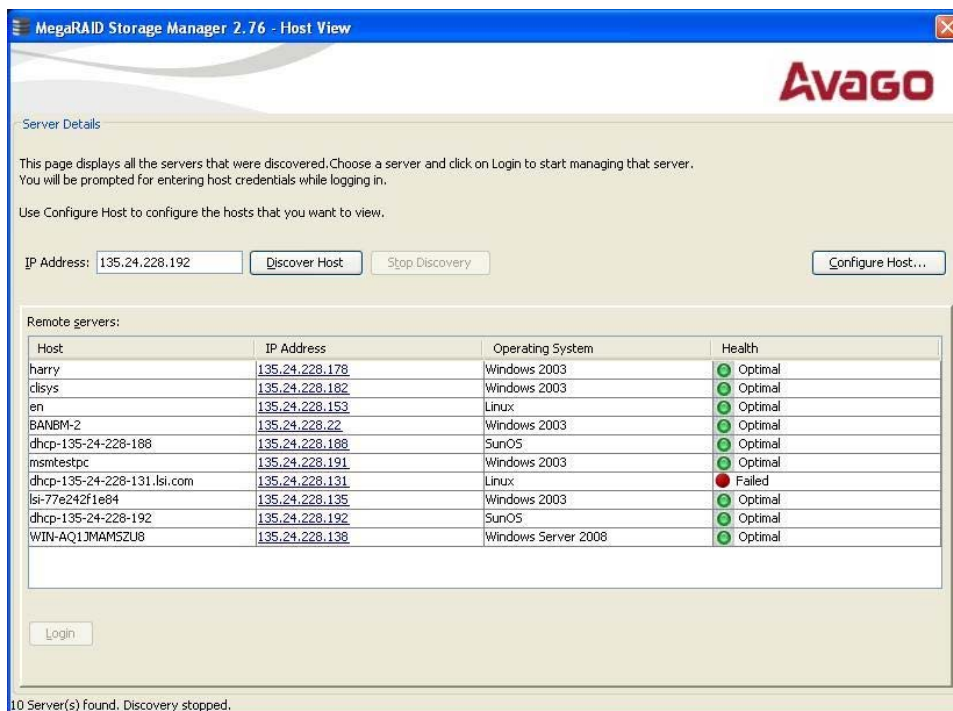 MegaRAID Storage Manager 2.76 - Host View
Avago
Server Details
This page displays all the servers that were discovered.Choose a server and click on Login to start managing that server.
You will be prompted for entering host credentials while logging in.
Use Configure Host to configure the hosts that you want to view.
IP Address: 135.24.228.192 Discover Host Stop Discovery Configure Host...
Remote servers:
Host IP Address Operating System Health
harry 135.24.228.178 Windows 2003 Optimal
clisys 135.24.228.182 Windows 2003 Optimal
en 135.24.228.153 Linux Optimal
BANBM-2 135.24.228.22 Windows 2003 Optimal
dhcp-135-24-228-188 135.24.228.188 SunOS Optimal
msmtestpc 135.24.228.191 Windows 2003 Optimal
dhcp-135-24-228-131.lsi.com 135.24.228.131 Linux Failed
lsi-77e242f1e84 135.24.228.135 Windows 2003 Optimal
dhcp-135-24-228-192 135.24.228.192 SunOS Optimal
WIN-AQ1JMAMSZU8 135.24.228.138 Windows Server 2008 Optimal
Login
10 Server(s) found. Discovery stopped.